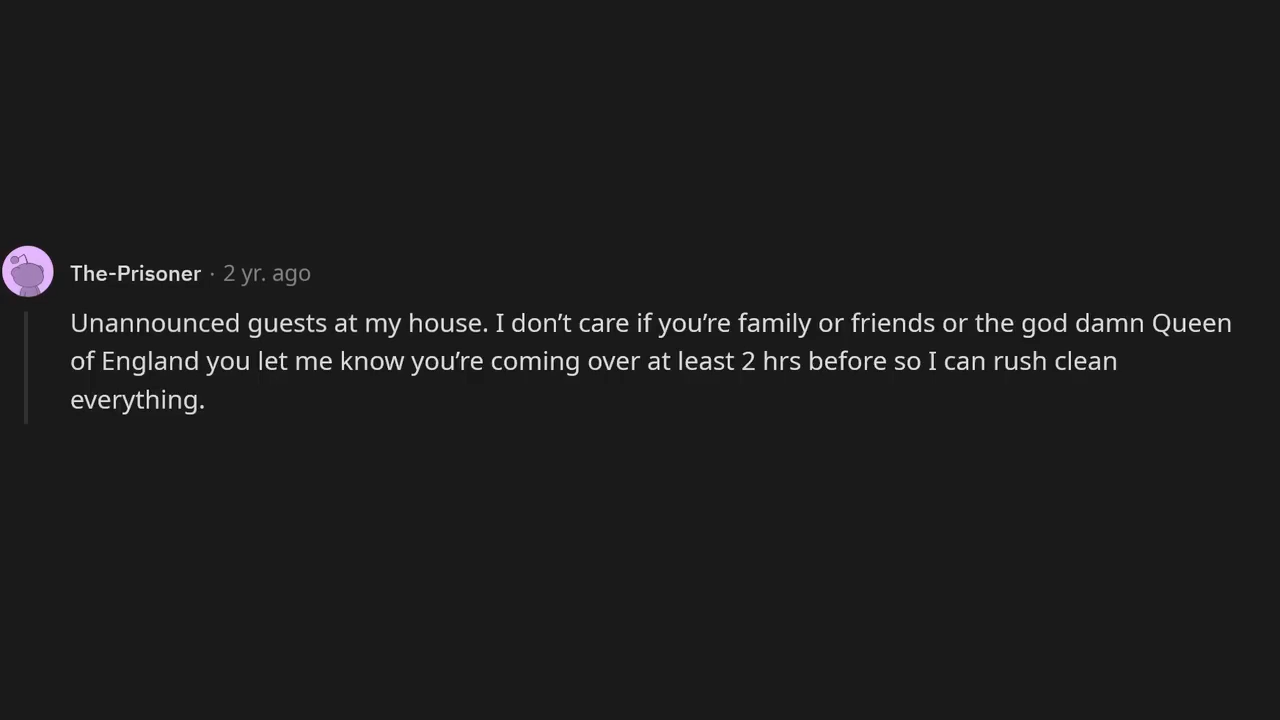 The-Prisoner · 2 yr. ago
Unannounced guests at my house. I don’t care if you’re family or friends or the god damn Queen
of England you let me know you’re coming over at least 2 hrs before so I can rush clean
everything.